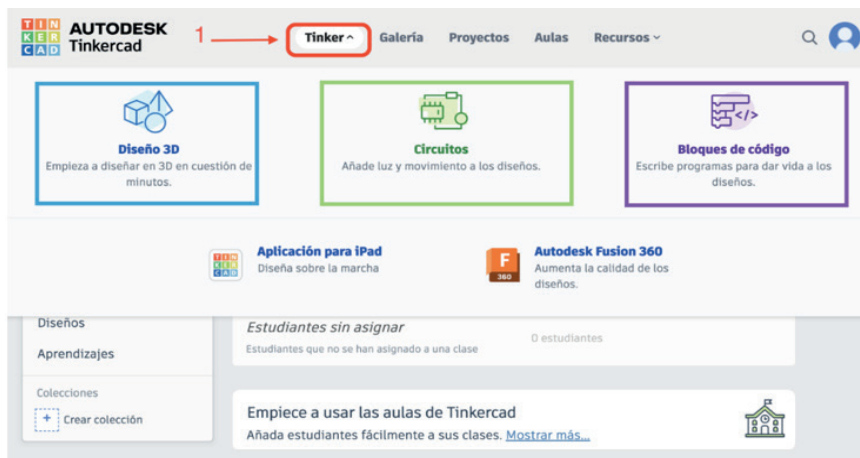 TIN
KER
CAD
AUTODESK
Tinkercad
1
Tinker
Galería
Proyectos
Aulas
Recursos
Diseño 3D
Empieza a diseñar en 3D en cuestión de
minutos.
Circuitos
Añade luz y movimiento a los diseños.
Bloques de código
Escribe programas para dar vida a los
diseños.
TIN
KER
CAD
Aplicación para iPad
Diseña sobre la marcha
F
360
Autodesk Fusion 360
Aumenta la calidad de los
diseños.
Diseños
Aprendizajes
Colecciones
+ Crear colección
Estudiantes sin asignar
Estudiantes que no se han asignado a una clase
0 estudiantes
Empiece a usar las aulas de Tinkercad
Añada estudiantes fácilmente a sus clases. Mostrar más...